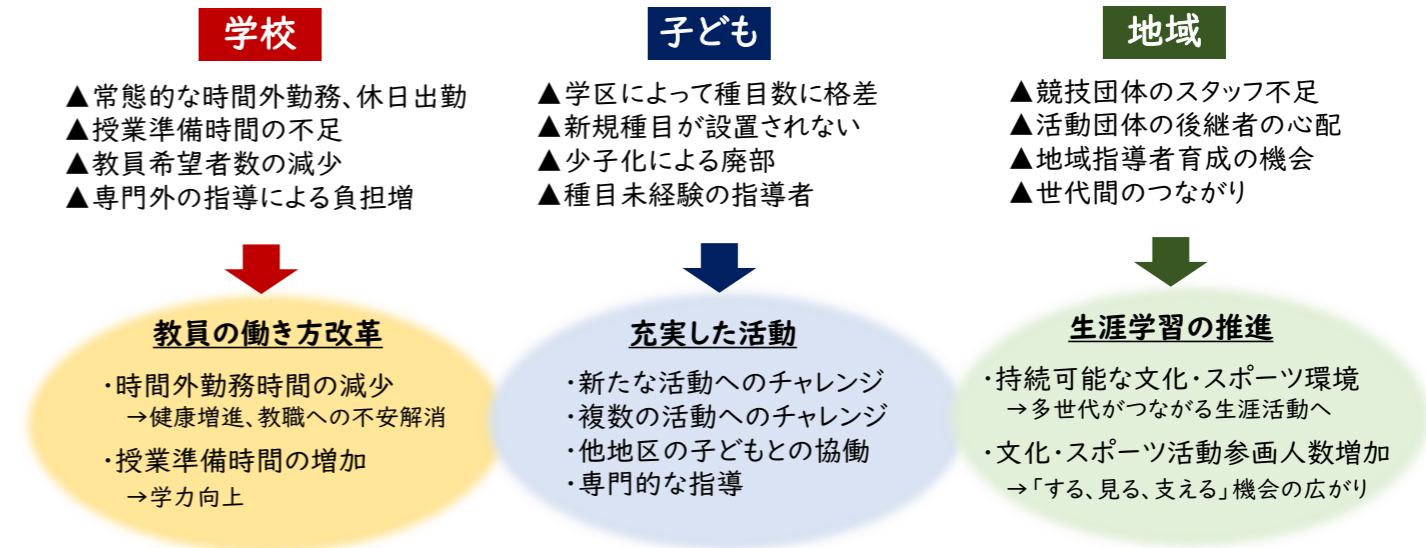 学校
▲常態的な時間外勤務、休日出勤
▲授業準備時間の不足
▲教員希望者数の減少
▲専門外の指導による負担増
教員の働き方改革
・時間外勤務時間の減少
→健康増進、教職への不安解消
・授業準備時間の増加
→学力向上
子ども
▲学区によって種目数に格差
▲新規種目が設置されない
▲少子化による廃部
▲種目未経験の指導者
充実した活動
・新たな活動へのチャレンジ
・複数の活動へのチャレンジ
・他地区の子どもとの協働
・専門的な指導
地域
▲競技団体のスタッフ不足
▲活動団体の後継者の心配
▲地域指導者育成の機会
▲世代間のつながり
生涯学習の推進
・持続可能な文化・スポーツ環境
→多世代がつながる生涯活動へ
・文化・スポーツ活動参画人数増加
→「する、見る、支える」機会の広がり